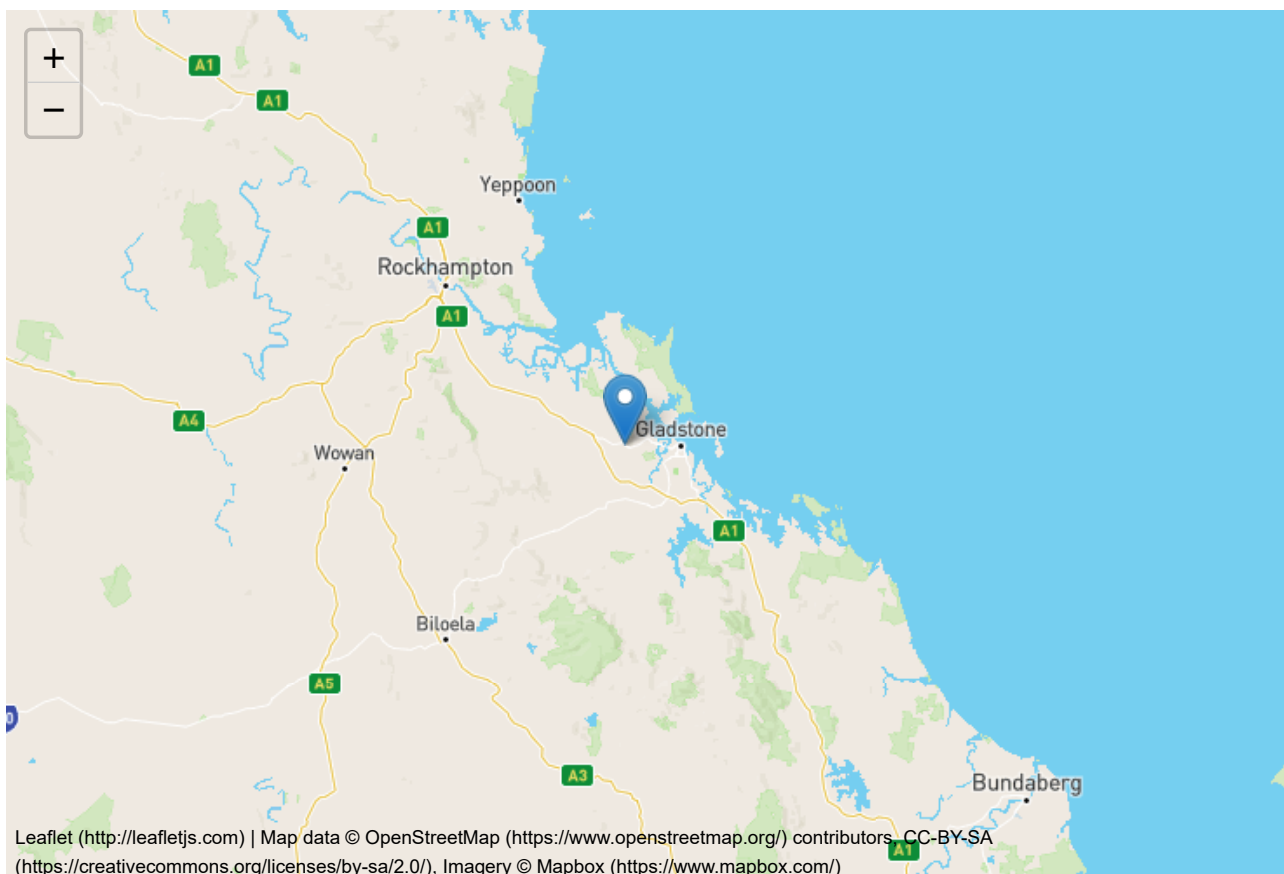 +
−
A1
A1
Yeppoon
A1
Rockhampton
A1
A4
Gladstone
Wowan
A1
Biloela
A5
0
A3
Bundaberg
Leaflet (http://leafletjs.com) | Map data © OpenStreetMap (https://www.openstreetmap.org/) contributors, CC-BY-SA
A1
(https://creativecommons.org/licenses/by-sa/2.0/), Imagery © Mapbox (https://www.mapbox.com/)